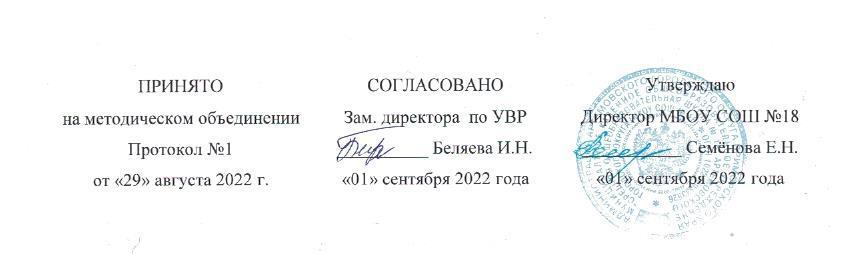 ПРИНЯТО
на методическом объединении
Протокол №1
от «29» августа 2022 г.
СОГЛАСОВАНО
Зам. директора по УВР
Беляева И.Н.
«01» сентября 2022 года
Утверждаю
Директор МБОУ СОШ №18
Семёнова Е.Н.
«01» сентября 2022 года